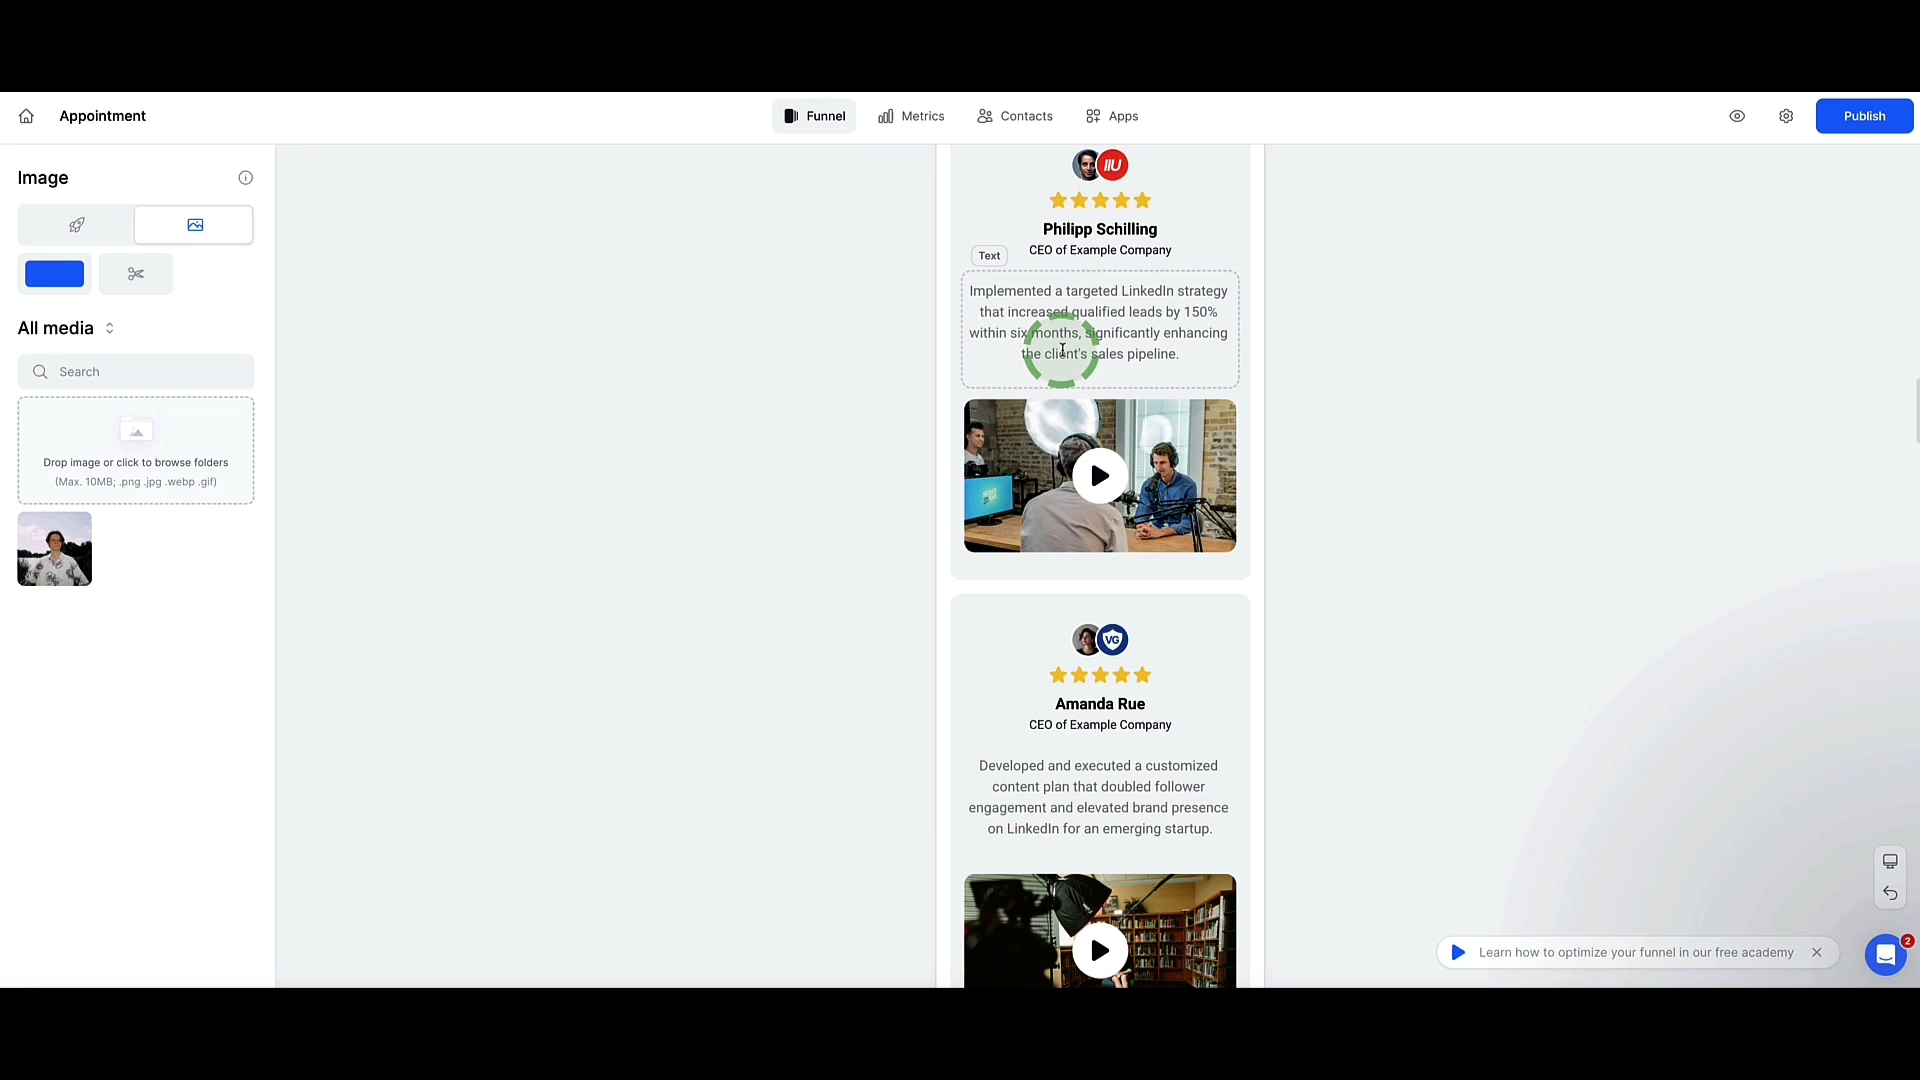 Appointment
Funnel
Metrics
Contacts
Apps
Publish
Image
All media
Search
Drop image or click to browse folders
(Max. 10MB; .png .jpg .webp .gif)
IIU
Philipp Schilling
CEO of Example Company
Text
Implemented a targeted LinkedIn strategy
that increased qualified leads by 150%
within six months, significantly enhancing
the client's sales pipeline.
VG
Amanda Rue
CEO of Example Company
Developed and executed a customized
content plan that doubled follower
engagement and elevated brand presence
on LinkedIn for an emerging startup.
Learn how to optimize your funnel in our free academy
2